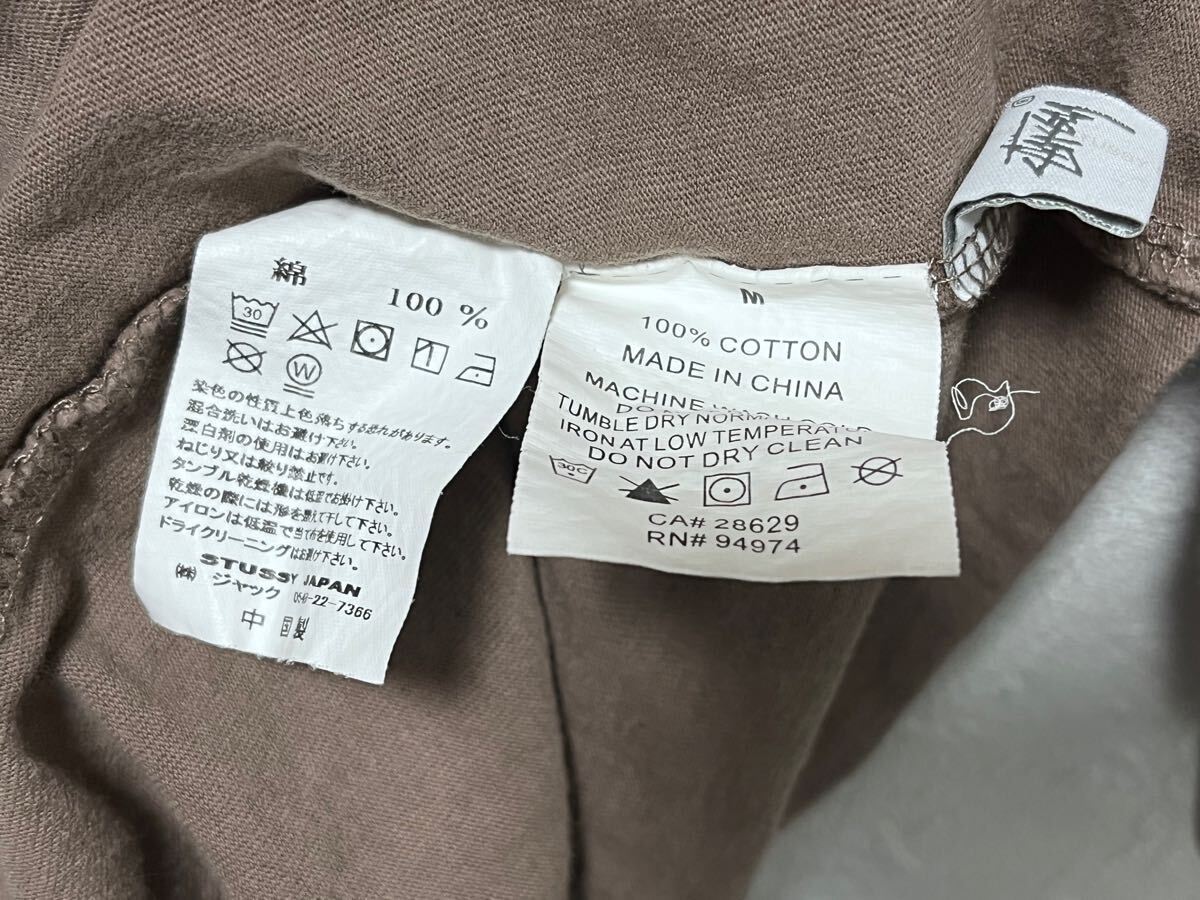 綿
100 %
30
W
染色の性質上色落ちする恐れがあります。
混合洗いはお避け下さい。
漂白剤の使用はお避け下さい。
ねじり又は絞り禁止です。
タンブル乾燥機は低温でお掛け下さい。
乾燥の際には形を整えて干して下さい。
アイロンは低温で当て布を使用して下さい。
ドライクリーニングはお避け下さい。
STUSSY JAPAN
㈱ ジャック 22-7366
中国製
M
100% COTTON
MADE IN CHINA
MACHINE
TUMBLE DRY NORMAL
IRON AT LOW TEMPERATURE
DO NOT DRY CLEAN
30C
CA# 28629
RN# 94974